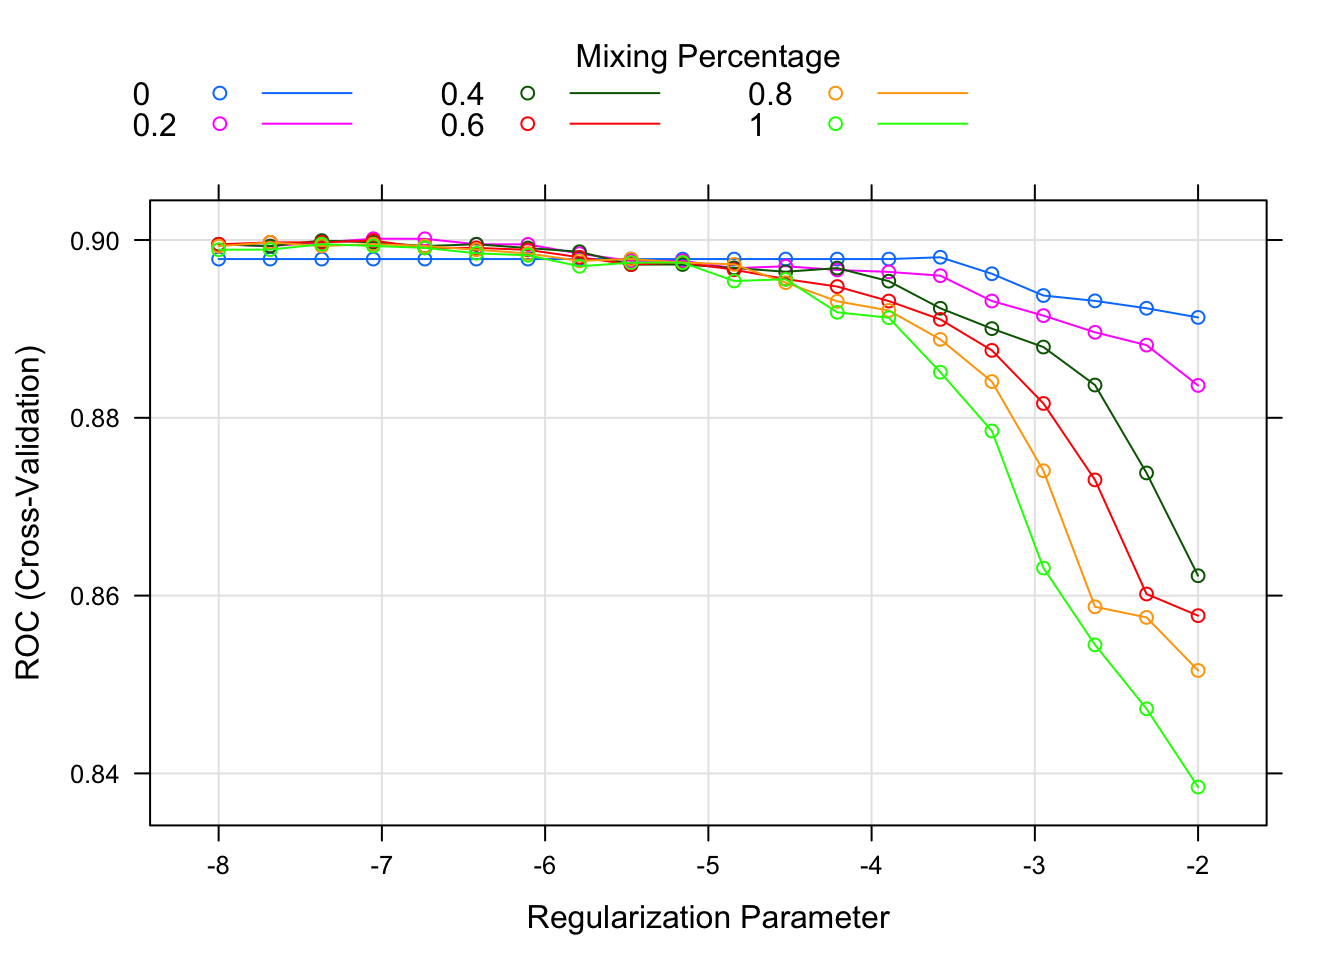 Mixing Percentage
0 0.4 0.8
0.2 0.6 1
0.90
0.88
0.86
0.84
ROC (Cross-Validation)
-8 -7 -6 -5 -4 -3 -2
Regularization Parameter